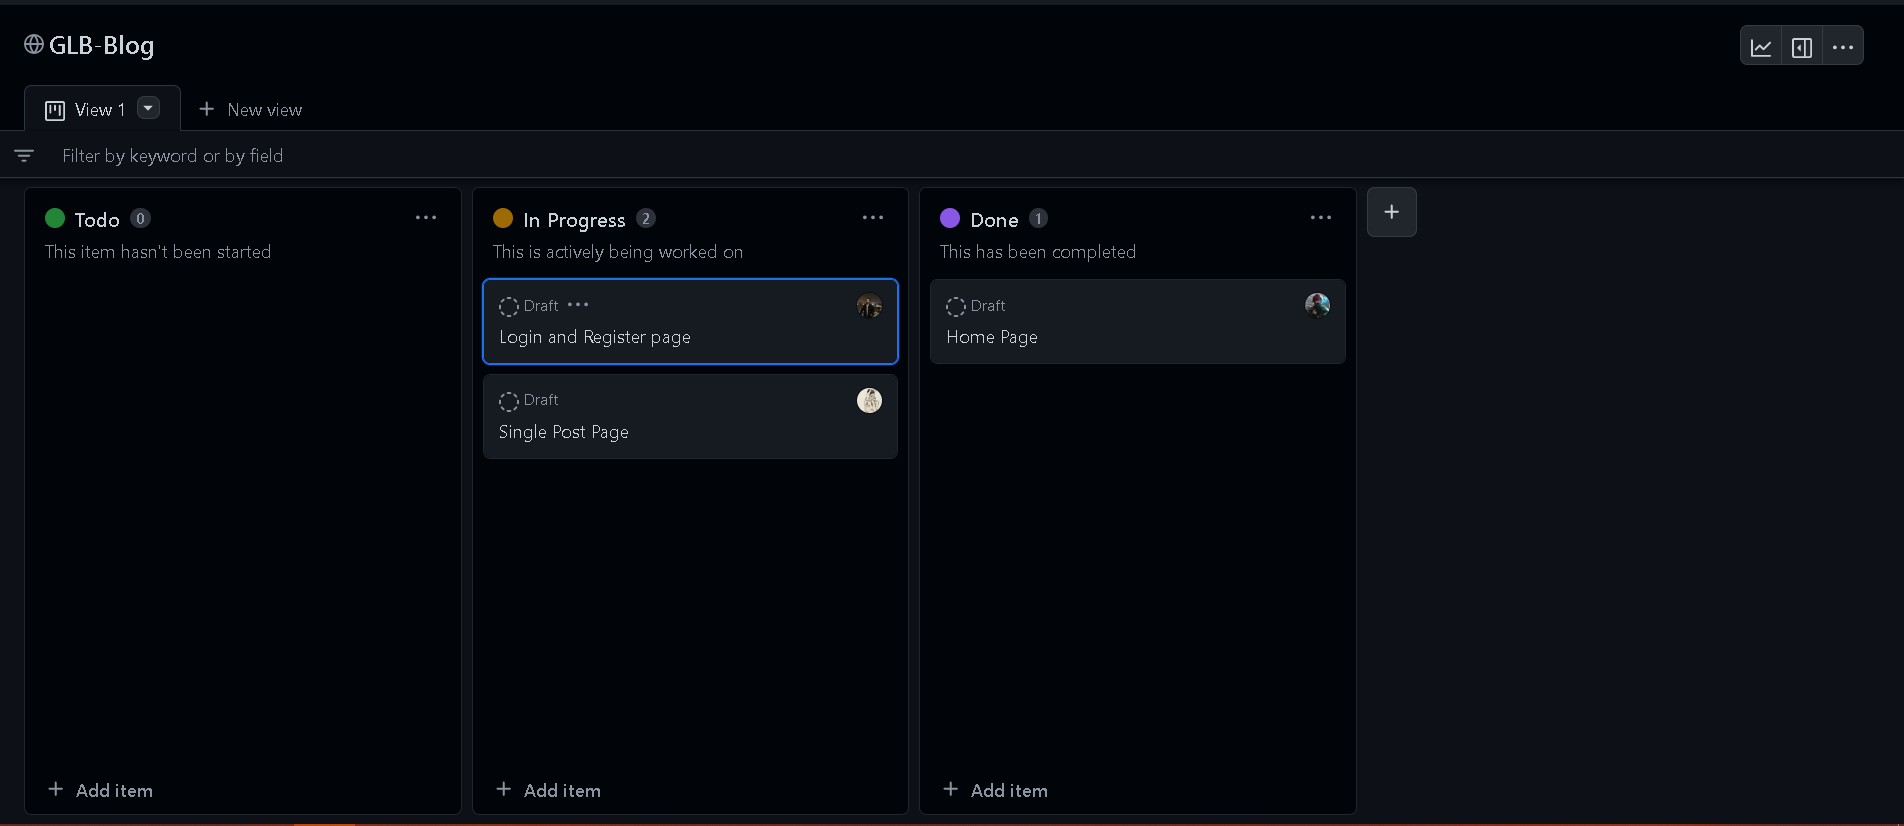 GLB-Blog
View 1
New view
Filter by keyword or by field
Todo 0
This item hasn't been started
Add item
In Progress 2
This is actively being worked on
Draft
Login and Register page
Draft
Single Post Page
Add item
Done 1
This has been completed
Draft
Home Page
Add item